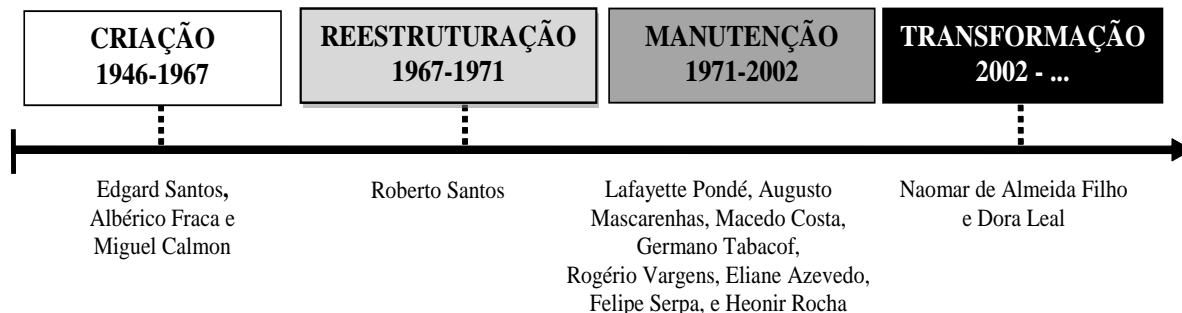 CRIAÇÃO
1946-1967
REESTRUTURAÇÃO
1967-1971
MANUTENÇÃO
1971-2002
TRANSFORMAÇÃO
2002 - ...
Edgard Santos,
Albérico Fraca e
Miguel Calmon
Roberto Santos
Lafayette Pondé, Augusto
Mascarenhas, Macedo Costa,
Germano Tabacof,
Rogério Vargens, Eliane Azevedo,
Felipe Serpa, e Heonir Rocha
Naomar de Almeida Filho
e Dora Leal